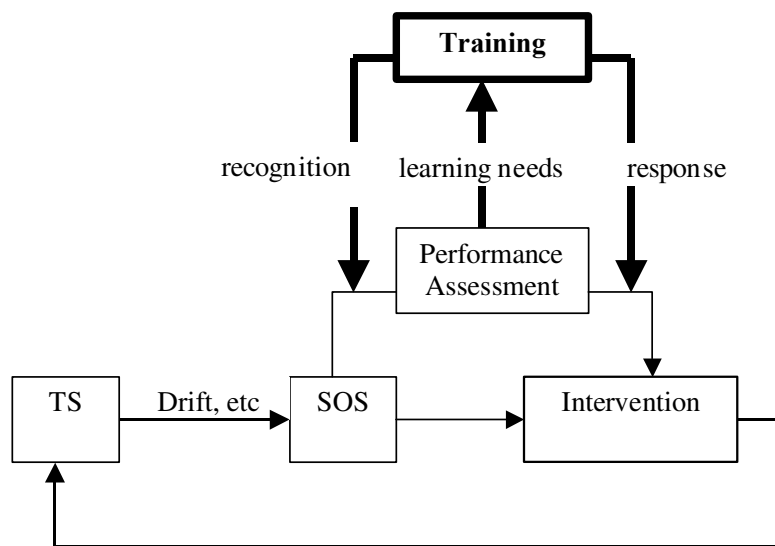 Training
recognition
learning needs
response
Performance
Assessment
TS
Drift, etc
SOS
Intervention